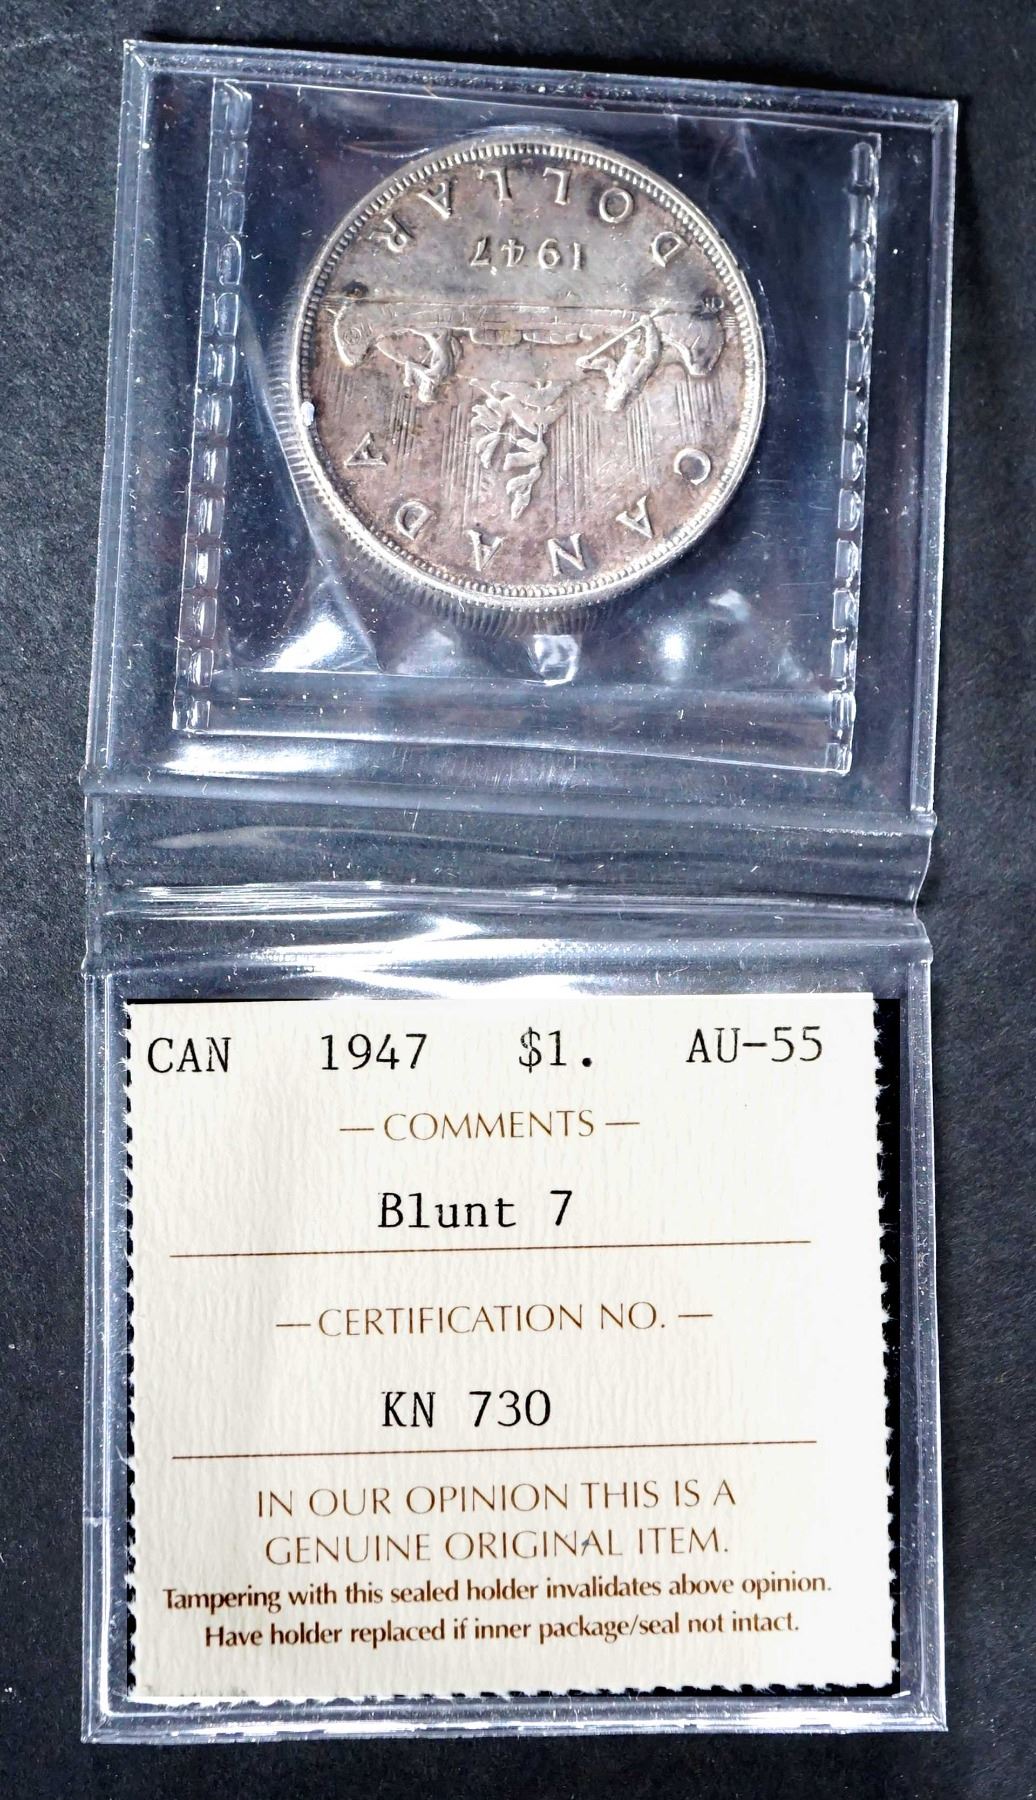 CANADA
1947
DOLLAR
CAN 1947 $1. AU-55
— COMMENTS —
Blunt 7
— CERTIFICATION NO. —
KN 730
IN OUR OPINION THIS IS A
GENUINE ORIGINAL ITEM.
Tampering with this sealed holder invalidates above opinion.
Have holder replaced if inner package/seal not intact.